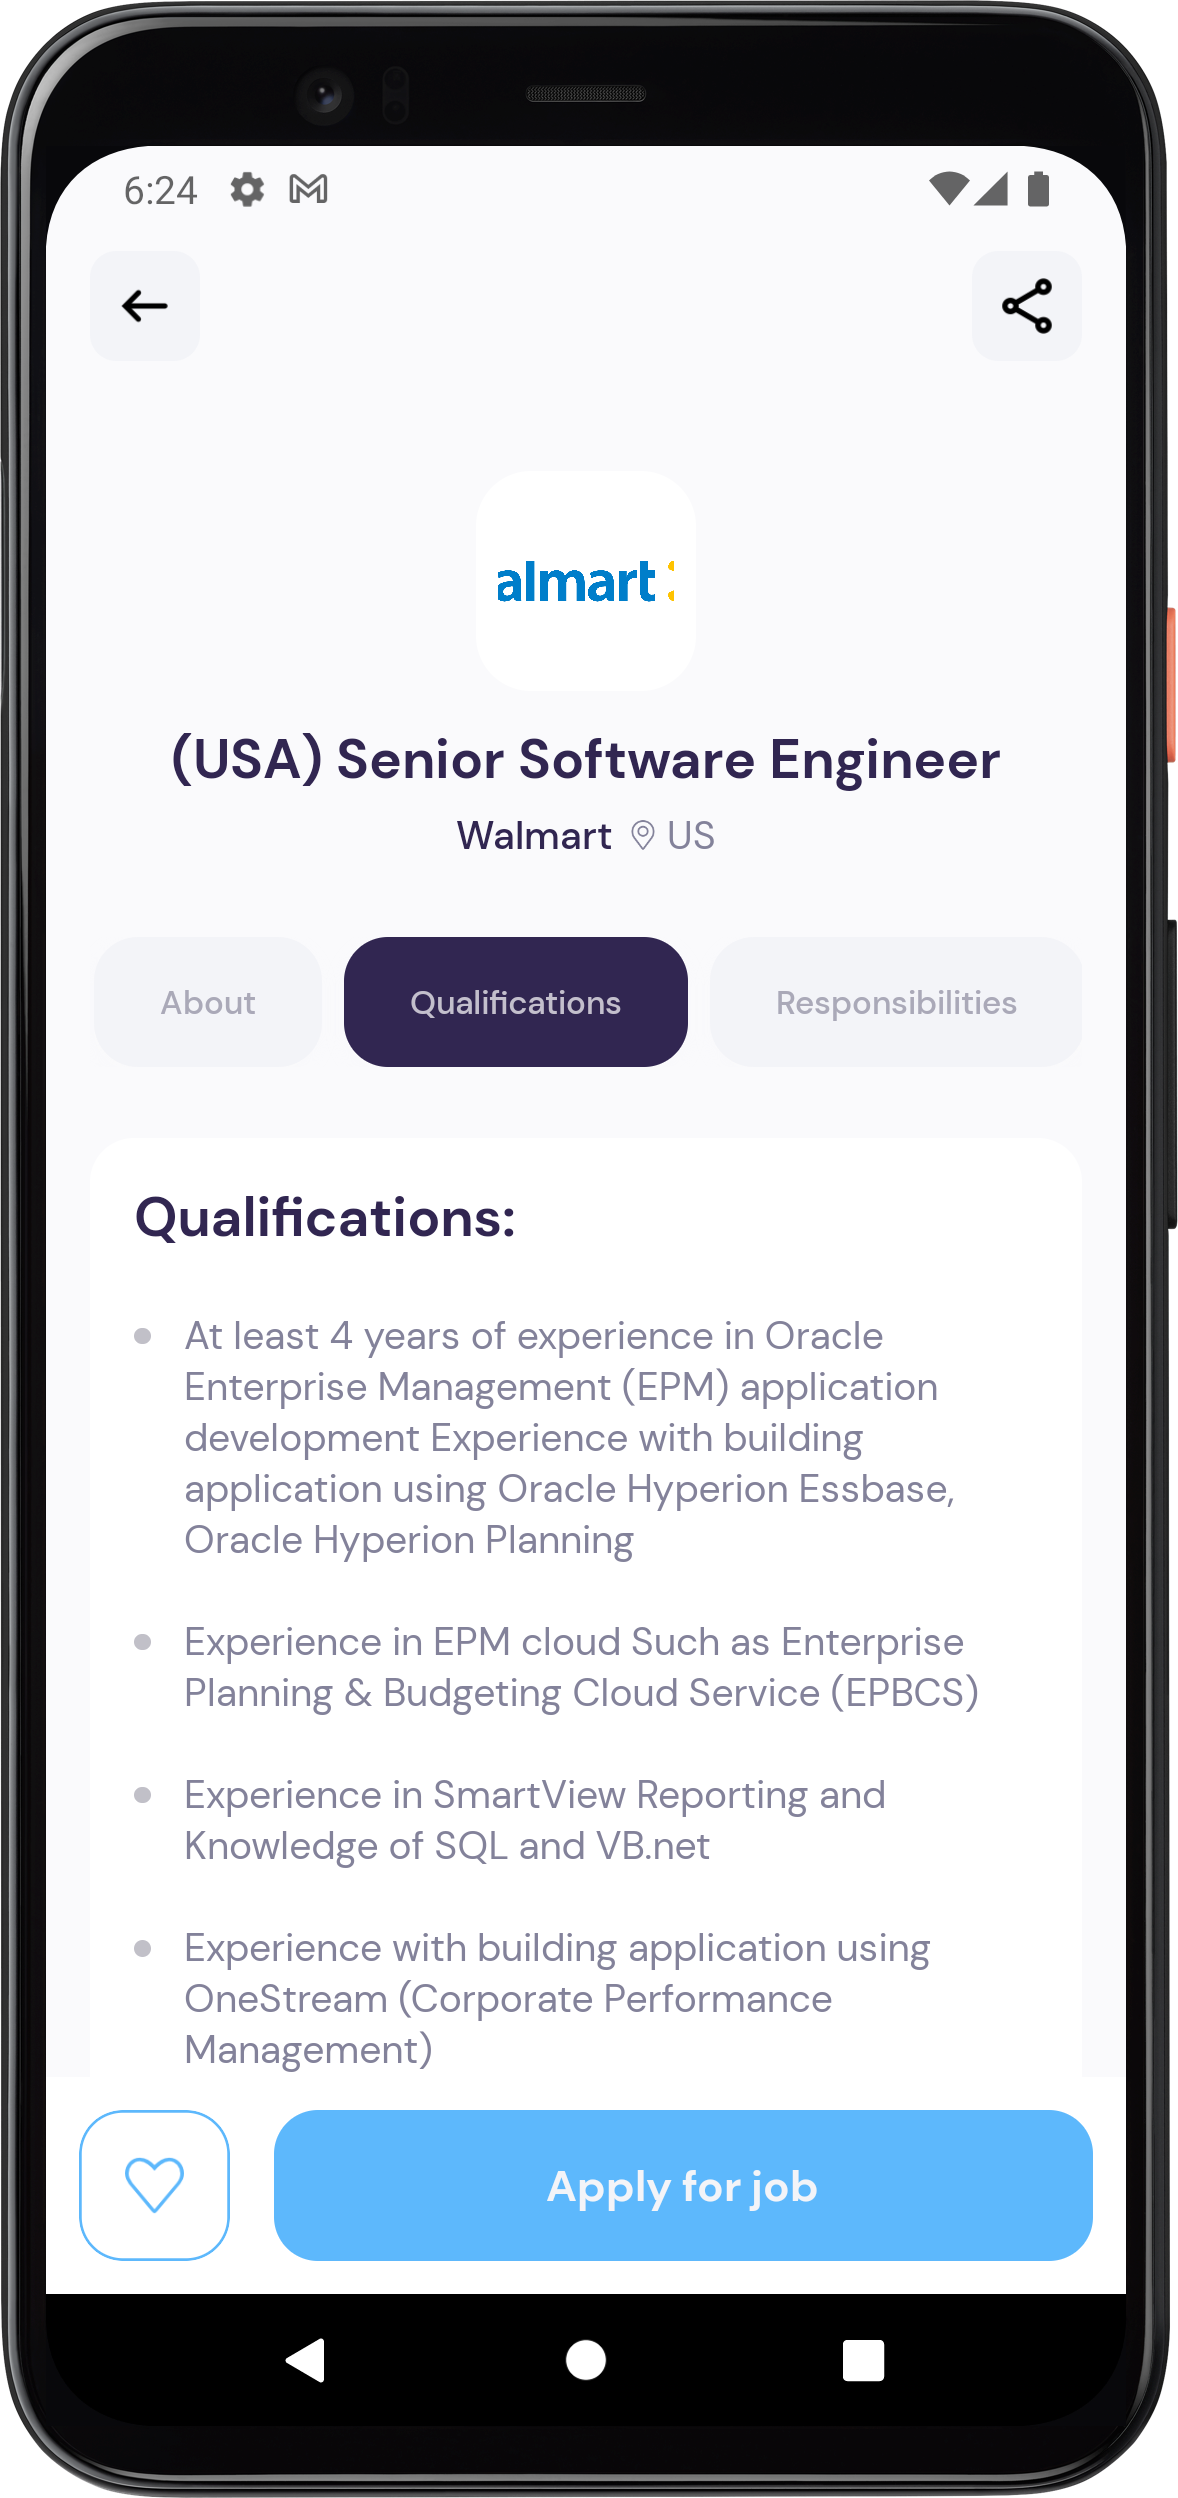 6:24
almart
(USA) Senior Software Engineer
Walmart US
About Qualifications Responsibilities
Qualifications:
At least 4 years of experience in Oracle
Enterprise Management (EPM) application
development Experience with building
application using Oracle Hyperion Essbase,
Oracle Hyperion Planning
Experience in EPM cloud Such as Enterprise
Planning & Budgeting Cloud Service (EPBCS)
Experience in SmartView Reporting and
Knowledge of SQL and VB.net
Experience with building application using
OneStream (Corporate Performance
Management)
Apply for job